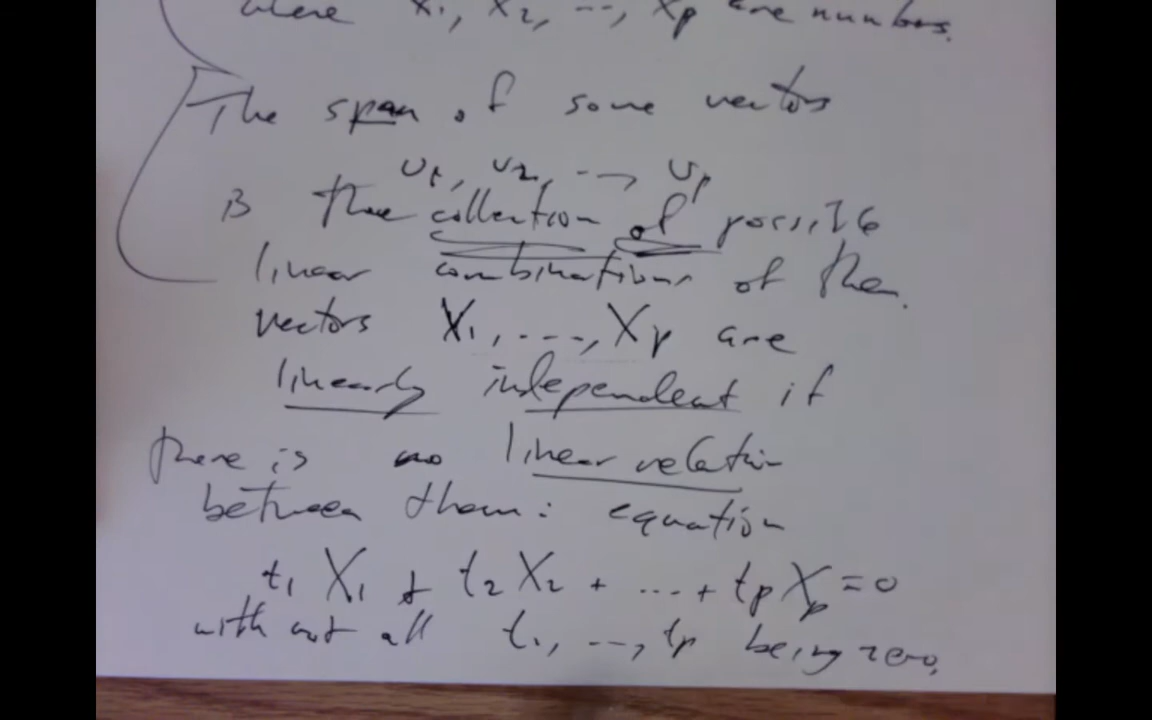 where x1, x2, ..., xp are numbers.
The span of some vectors
v1, v2, ..., vp
is the collection of possible
linear combinations of them.
vectors X1, ..., Xp are
linearly independent if
there is no linear relation
between them: equation
t1 X1 + t2 X2 + ... + tp Xp = 0
with not all t1, ..., tp being zero.